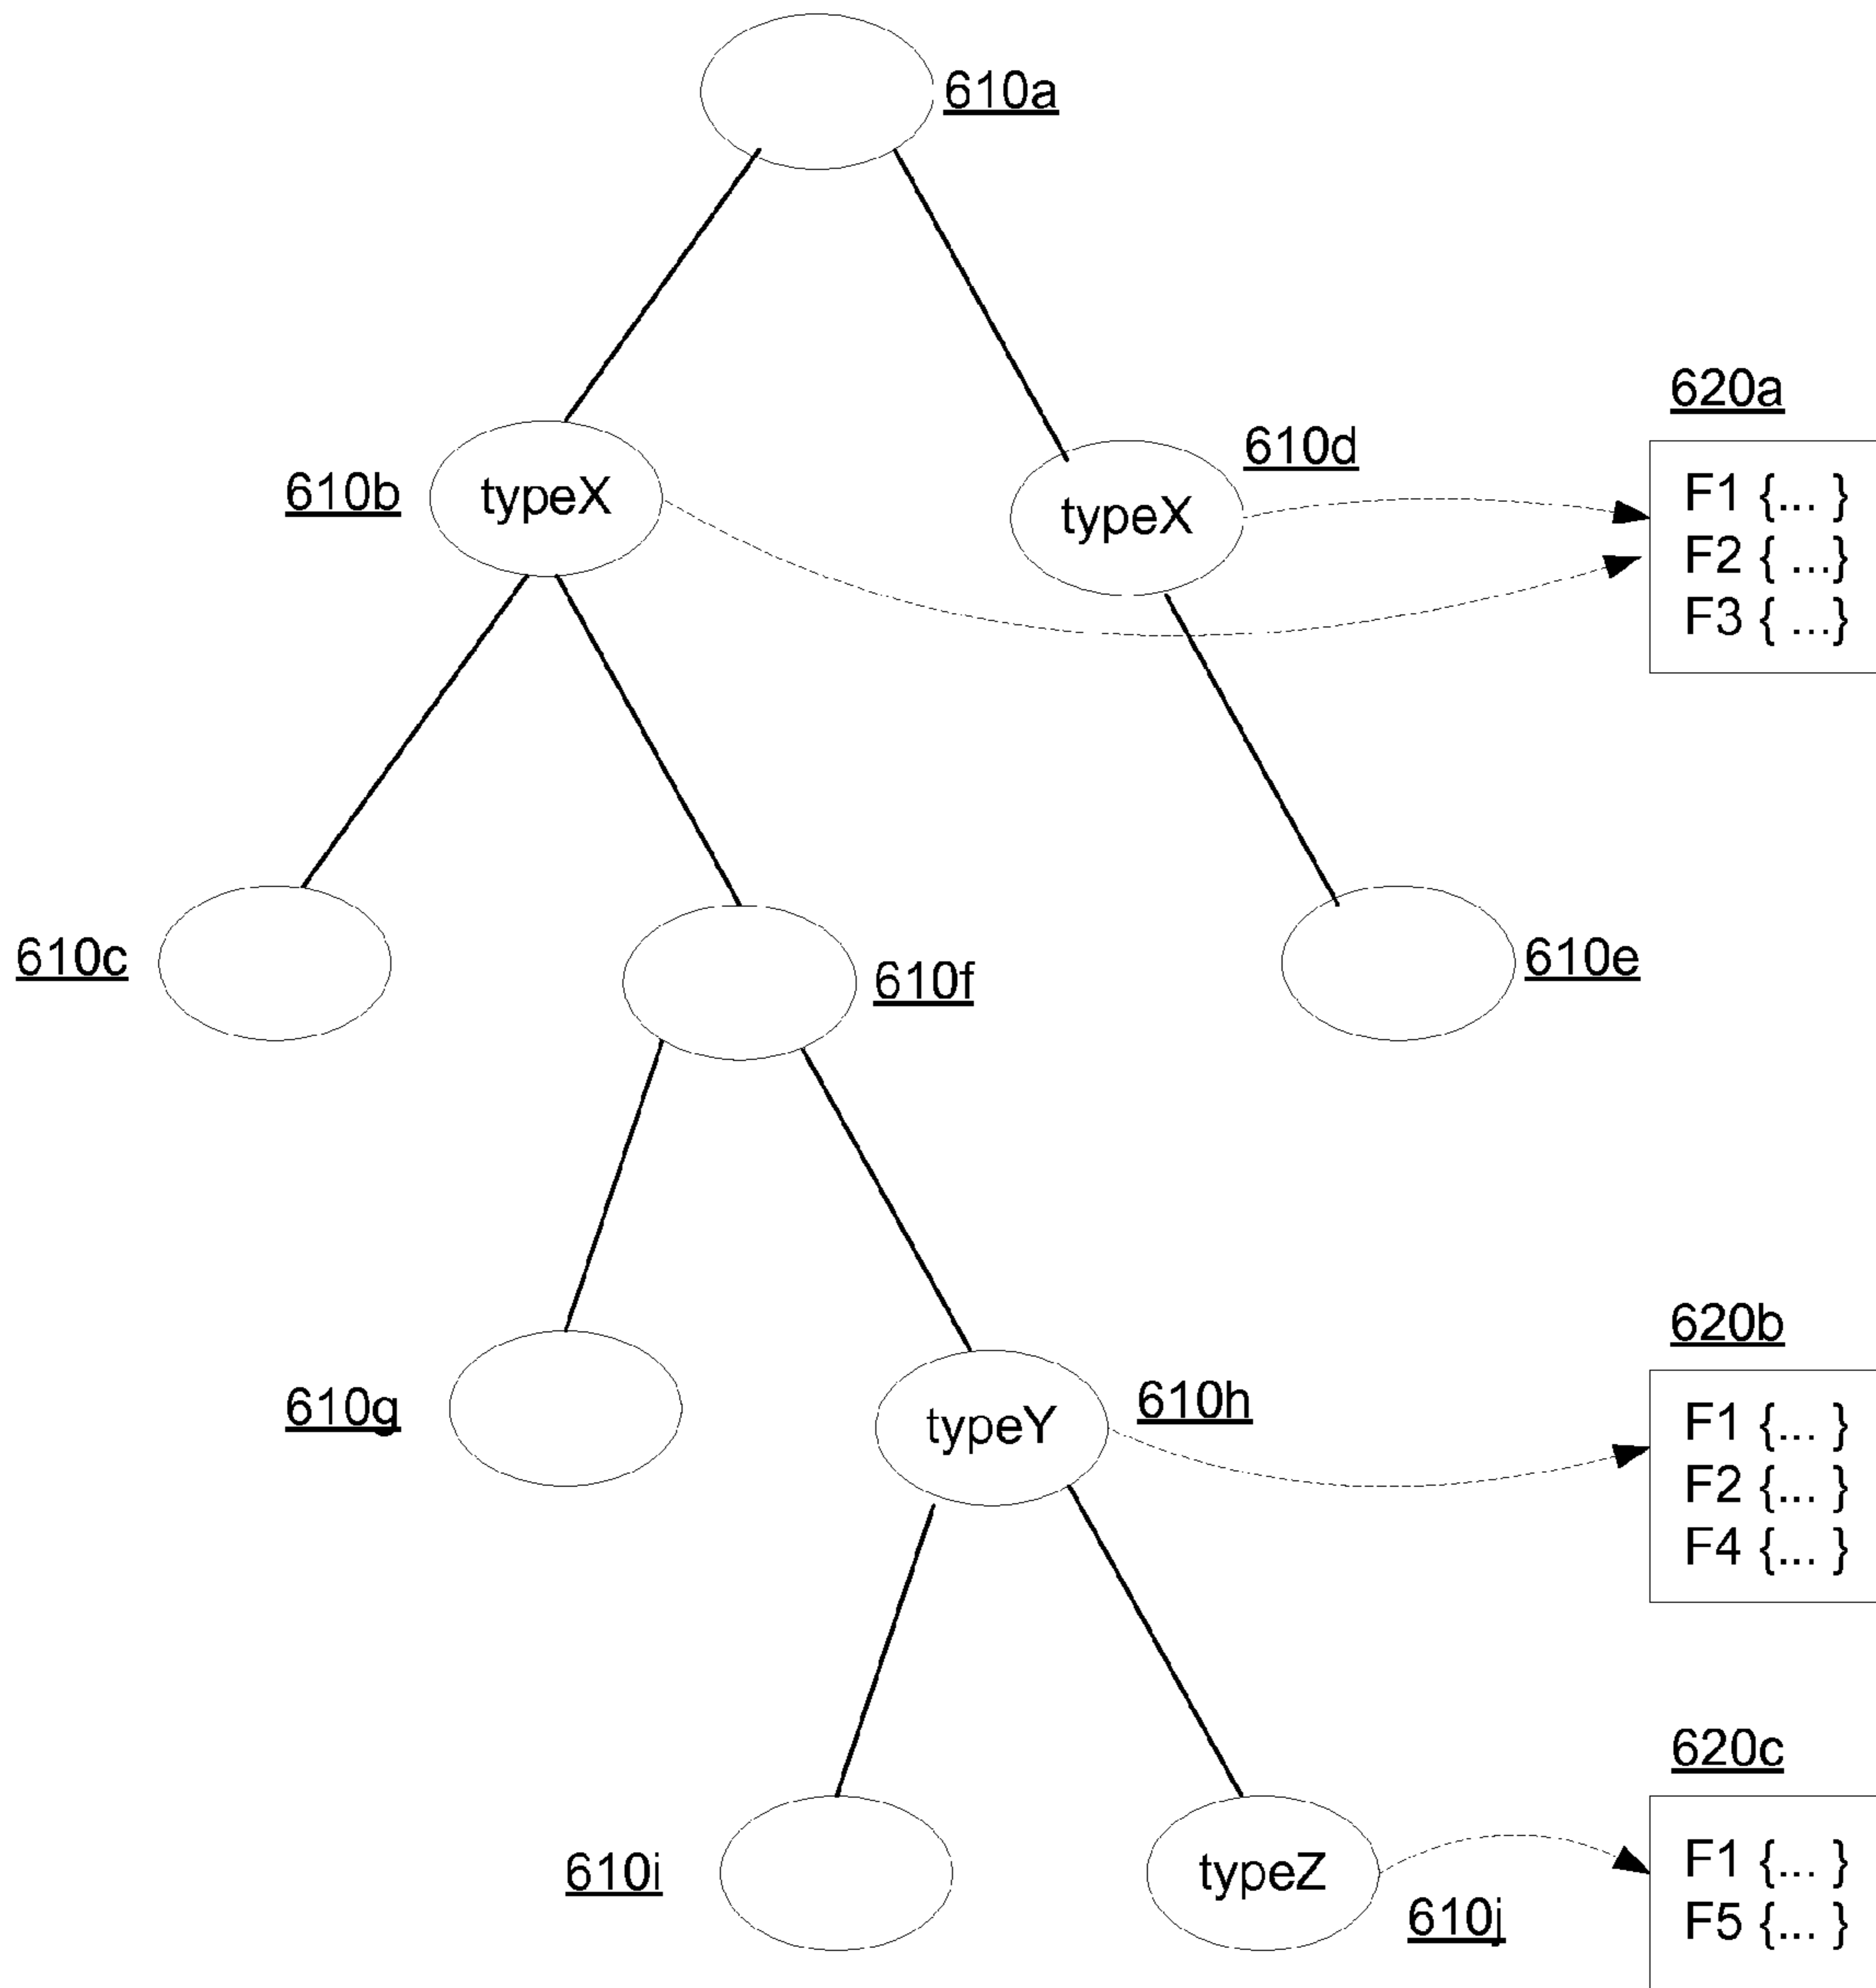 610a
620a
610d
610b
typeX
typeX
F1 {... }
F2 { ...}
F3 { ...}
610c
610f
610e
620b
610g
typeY
610h
F1 {... }
F2 {... }
F4 {... }
620c
610i
typeZ
610j
F1 {... }
F5 {... }